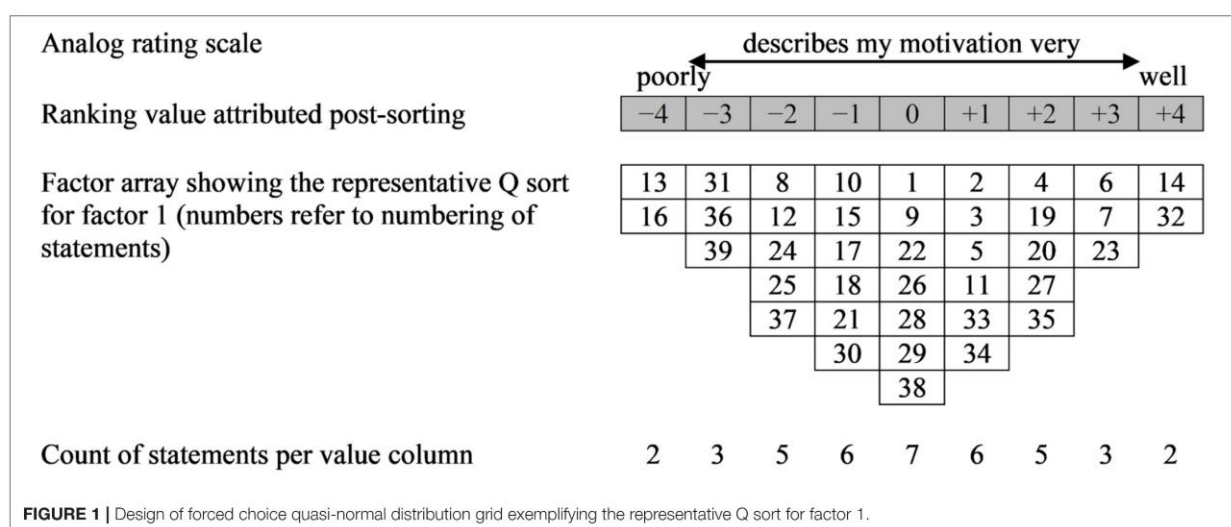 Analog rating scale
describes my motivation very
poorly well
Ranking value attributed post-sorting
−4 −3 −2 −1 0 +1 +2 +3 +4
Factor array showing the representative Q sort
for factor 1 (numbers refer to numbering of
statements)
13 31 8 10 1 2 4 6 14
16 36 12 15 9 3 19 7 32
39 24 17 22 5 20 23
25 18 26 11 27
37 21 28 33 35
30 29 34
38
Count of statements per value column
2 3 5 6 7 6 5 3 2
FIGURE 1 | Design of forced choice quasi-normal distribution grid exemplifying the representative Q sort for factor 1.